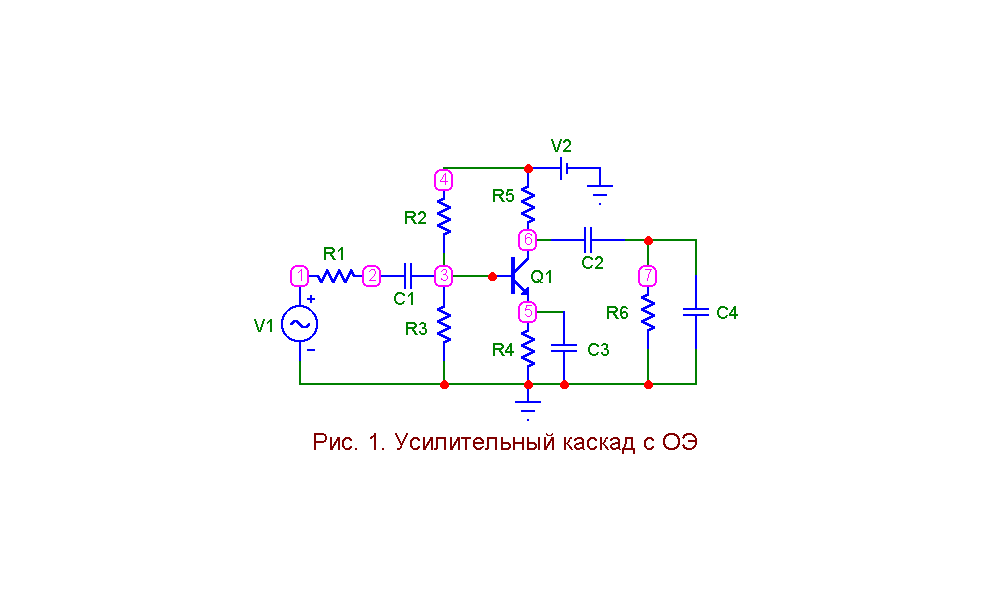 V2
4
R5
R2
6
R1
C2
1
2
3
Q1
7
+
C1
5
R6
C4
V1
R3
−
R4
C3
Рис. 1. Усилительный каскад с ОЭ